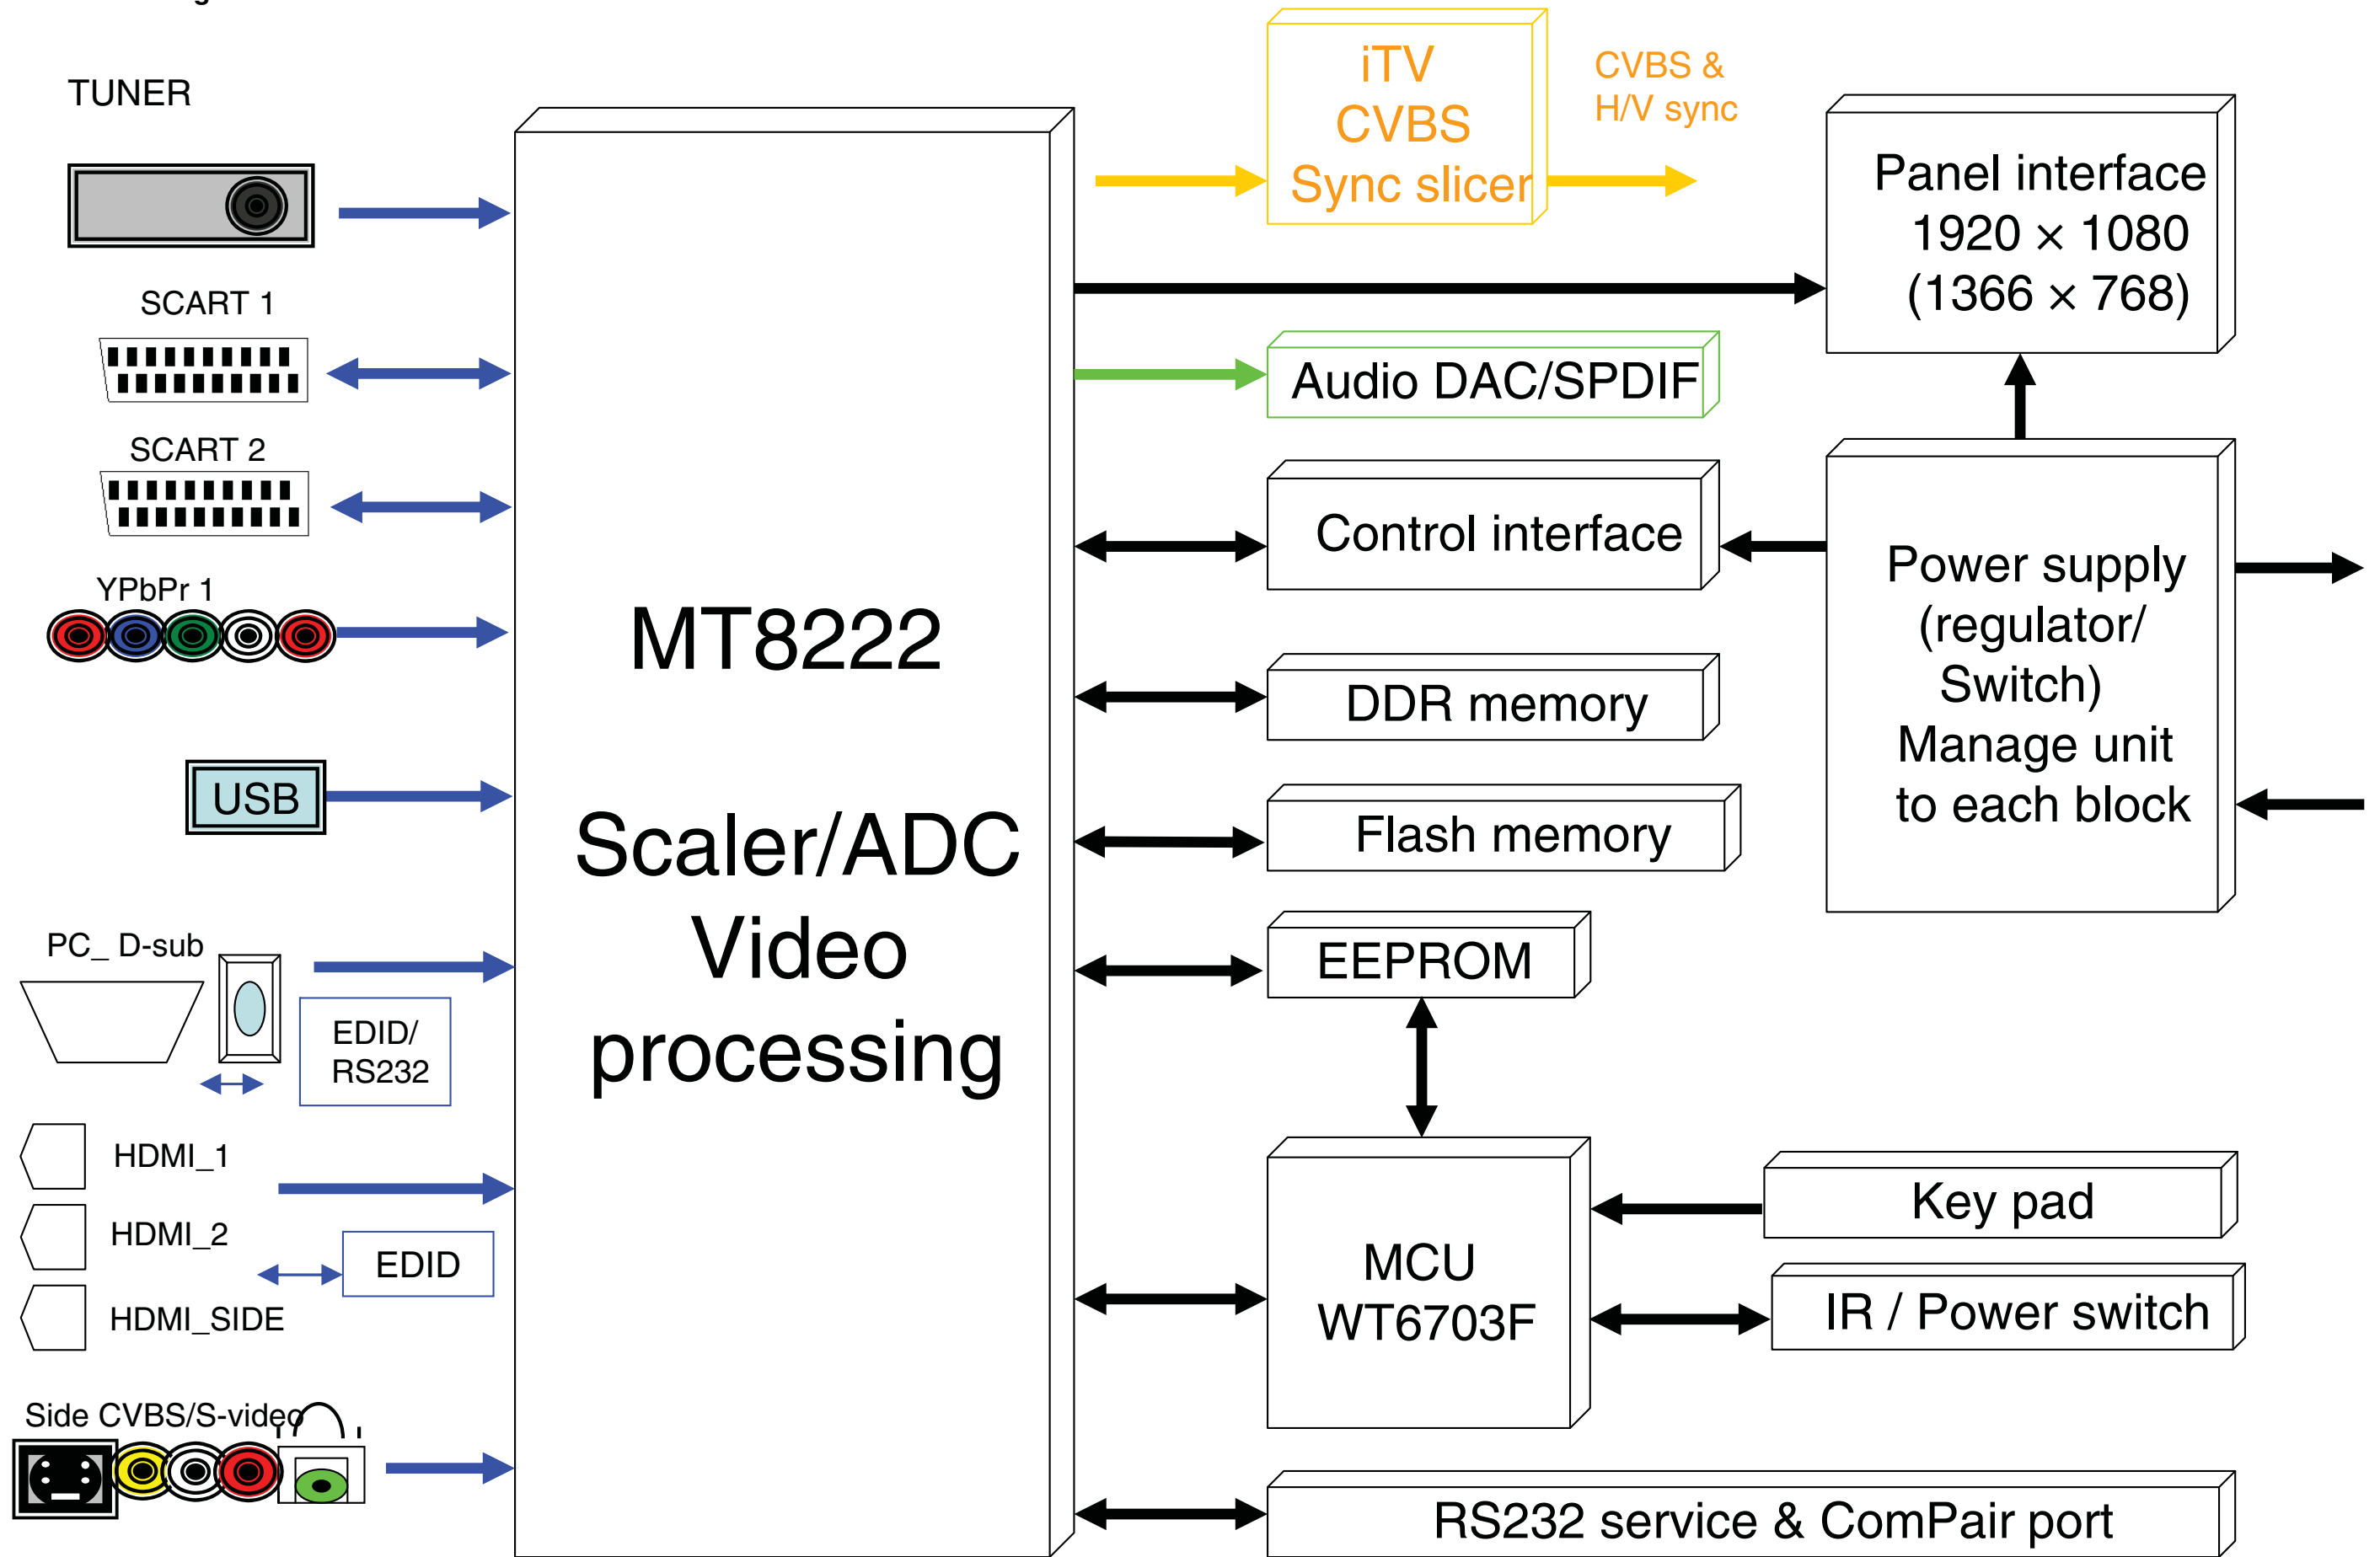 TUNER
SCART 1
SCART 2
YPbPr 1
USB
PC_ D-sub
EDID/
RS232
HDMI_1
HDMI_2
EDID
HDMI_SIDE
Side CVBS/S-video
MT8222
Scaler/ADC
Video
processing
iTV
CVBS
Sync slicer
CVBS &
H/V sync
Panel interface
1920 × 1080
(1366 × 768)
Audio DAC/SPDIF
Control interface
DDR memory
Flash memory
EEPROM
Power supply
(regulator/
Switch)
Manage unit
to each block
MCU
WT6703F
Key pad
IR / Power switch
RS232 service & ComPair port